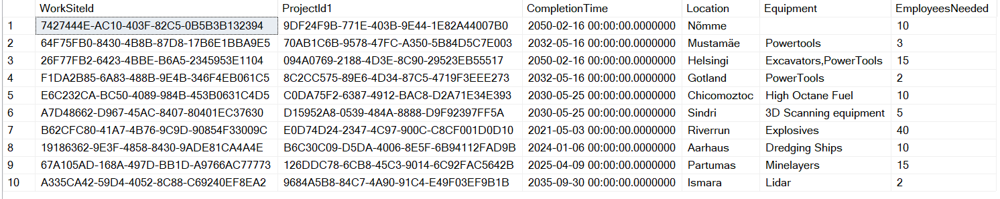 WorkSiteId ProjectId1 CompletionTime Location Equipment EmployeesNeeded
1 7427444E-AC10-403F-82C5-0B5B3B132394 9DF24F9B-771E-403B-9E44-1E82A44007B0 2050-02-16 00:00:00.0000000 Nõmme 10
2 64F75FB0-8430-4B8B-87D8-17B6E1BBA9E5 70AB1C6B-9578-47FC-A350-5B84D5C7E003 2032-05-16 00:00:00.0000000 Mustamäe Powertools 3
3 26F77FB2-6423-4BBE-B6A5-2345953E1104 094A0769-2188-4D3E-8C90-29523EB55517 2050-02-16 00:00:00.0000000 Helsingi Excavators,PowerTools 15
4 F1DA2B85-6A83-488B-9E4B-346F4EB061C5 8C2CC575-89E6-4D34-87C5-4719F3EEE273 2032-05-16 00:00:00.0000000 Gotland PowerTools 2
5 E6C232CA-BC50-4089-984B-453B0631C4D5 C0DA75F2-6387-4912-BAC8-D2A71E34E393 2030-05-25 00:00:00.0000000 Chicomoztoc High Octane Fuel 10
6 A7D48662-D967-45AC-8407-80401EC37630 D15952A8-0539-484A-8888-D9F92397FF5A 2030-05-25 00:00:00.0000000 Sindri 3D Scanning equipment 5
7 B62CFC80-41A7-4B76-9C9D-90854F33009C E0D74D24-2347-4C97-900C-C8CF001D0D10 2021-05-03 00:00:00.0000000 Riverrun Explosives 40
8 19186362-9E3F-4858-8430-9ADE81CA4A4E B6C30C09-D5DA-4006-8E5F-6B94112FAD9B 2024-01-06 00:00:00.0000000 Aarhaus Dredging Ships 10
9 67A105AD-168A-497D-BB1D-A9766AC77773 126DDC78-6CB8-45C3-9014-6C92FAC5642B 2025-04-09 00:00:00.0000000 Partumas Minelayers 15
10 A335CA42-59D4-4052-8C88-C69240EF8EA2 9684A5B8-84C7-4A90-91C4-E49F03EF9B1B 2035-09-30 00:00:00.0000000 Ismara Lidar 2